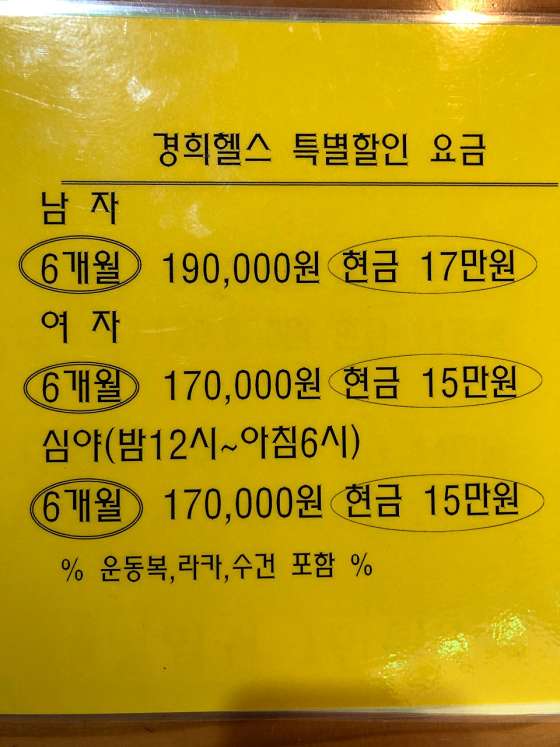 경희헬스 특별할인 요금
남 자
6개월 190,000원 현금 17만원
여 자
6개월 170,000원 현금 15만원
심야(밤12시~아침6시)
6개월 170,000원 현금 15만원
% 운동복,라카,수건 포함 %